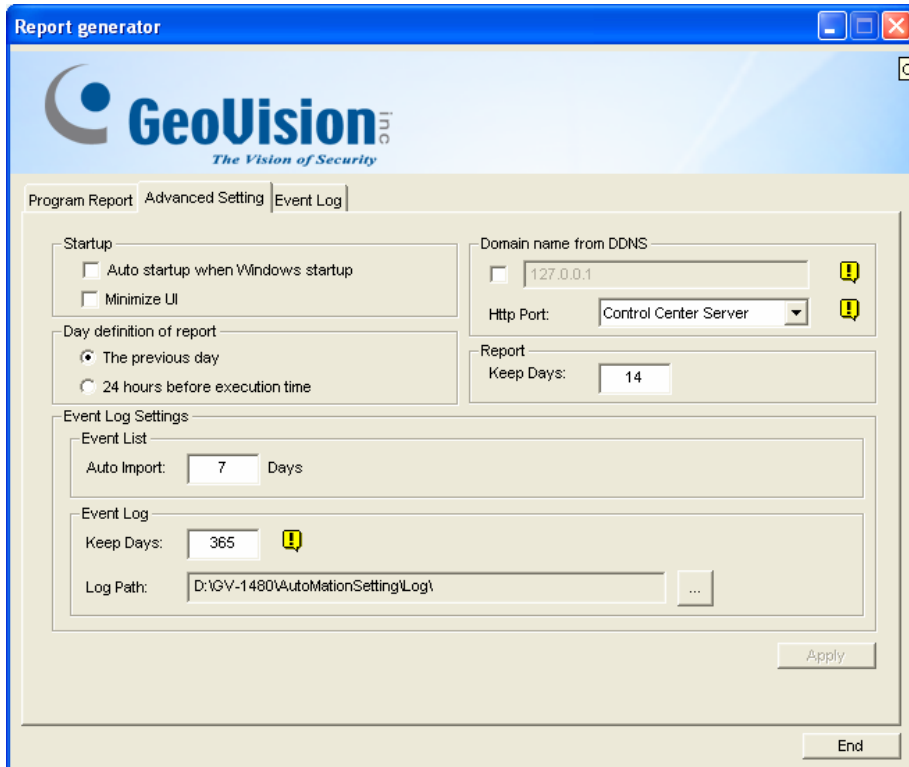 Report generator
GeoVision inc
The Vision of Security
Program Report Advanced Setting Event Log
Startup
Auto startup when Windows startup
Minimize UI
Domain name from DDNS
127.0.0.1
Http Port: Control Center Server
Day definition of report
The previous day
24 hours before execution time
Report
Keep Days: 14
Event Log Settings
Event List
Auto Import: 7 Days
Event Log
Keep Days: 365
Log Path: D:\GV-1480\AutoMationSetting\Log\
...
Apply
End